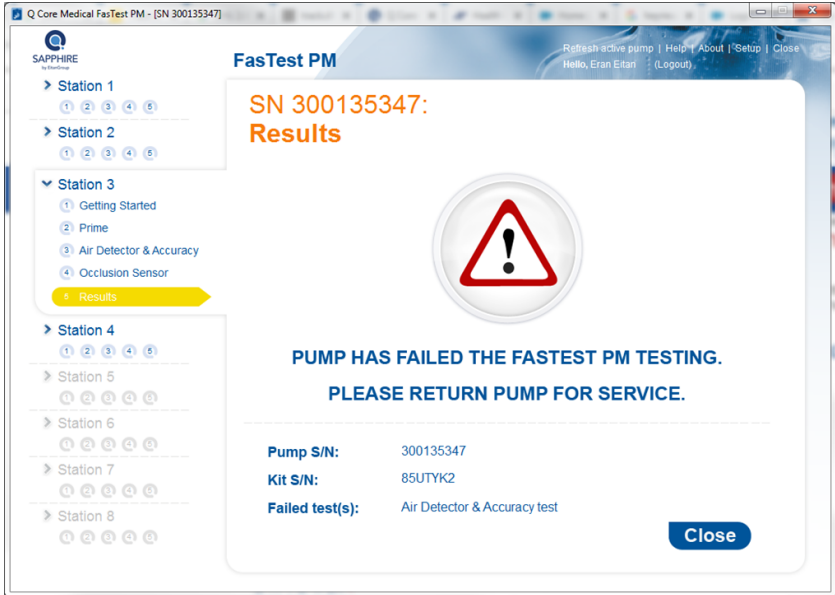 Q Core Medical FasTest PM - [SN 300135347]
SAPPHIRE
by EitanGroup
FasTest PM
Refresh active pump | Help | About | Setup | Close
Hello, Eran Eitan (Logout)
Station 1
1 2 3 4 5
Station 2
1 2 3 4 5
Station 3
1 Getting Started
2 Prime
3 Air Detector & Accuracy
4 Occlusion Sensor
5 Results
Station 4
1 2 3 4 5
Station 5
1 2 3 4 5
Station 6
1 2 3 4 5
Station 7
1 2 3 4 5
Station 8
1 2 3 4 5
SN 300135347:
Results
PUMP HAS FAILED THE FASTEST PM TESTING.
PLEASE RETURN PUMP FOR SERVICE.
Pump S/N: 300135347
Kit S/N: 85UTYK2
Failed test(s): Air Detector & Accuracy test
Close